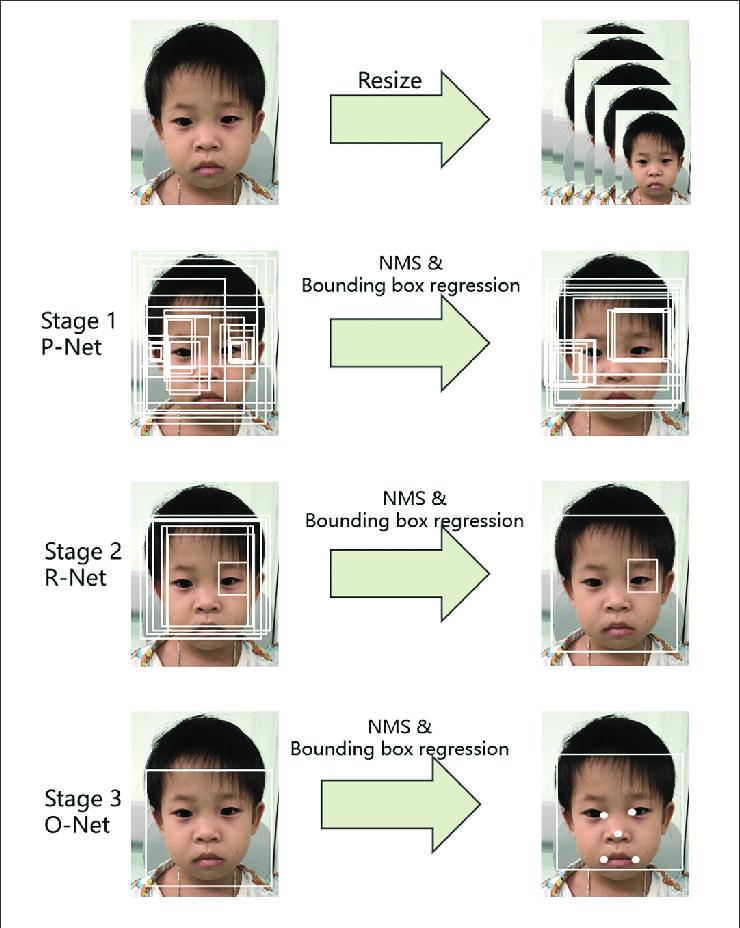 Resize
Stage 1
P-Net
NMS &
Bounding box regression
Stage 2
R-Net
NMS &
Bounding box regression
Stage 3
O-Net
NMS &
Bounding box regression